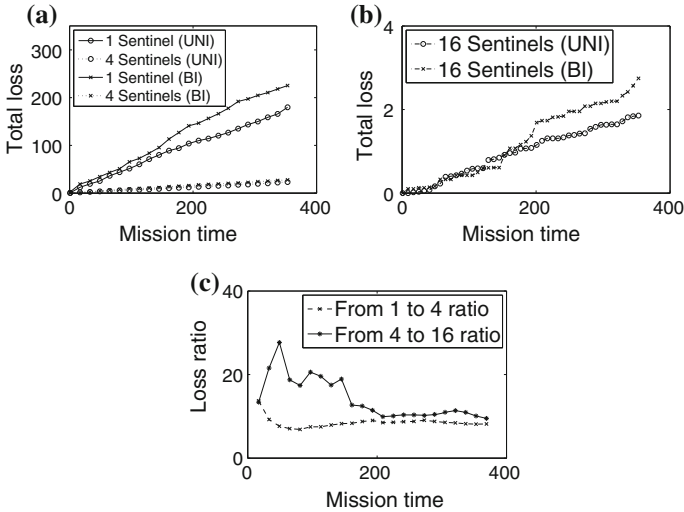 (a)
Total loss
300
200
100
0
0
200
400
Mission time
1 Sentinel (UNI)
4 Sentinels (UNI)
1 Sentinel (BI)
4 Sentinels (BI)
(b)
Total loss
4
2
0
0
200
400
Mission time
16 Sentinels (UNI)
16 Sentinels (BI)
(c)
Loss ratio
40
20
0
0
200
400
Mission time
From 1 to 4 ratio
From 4 to 16 ratio